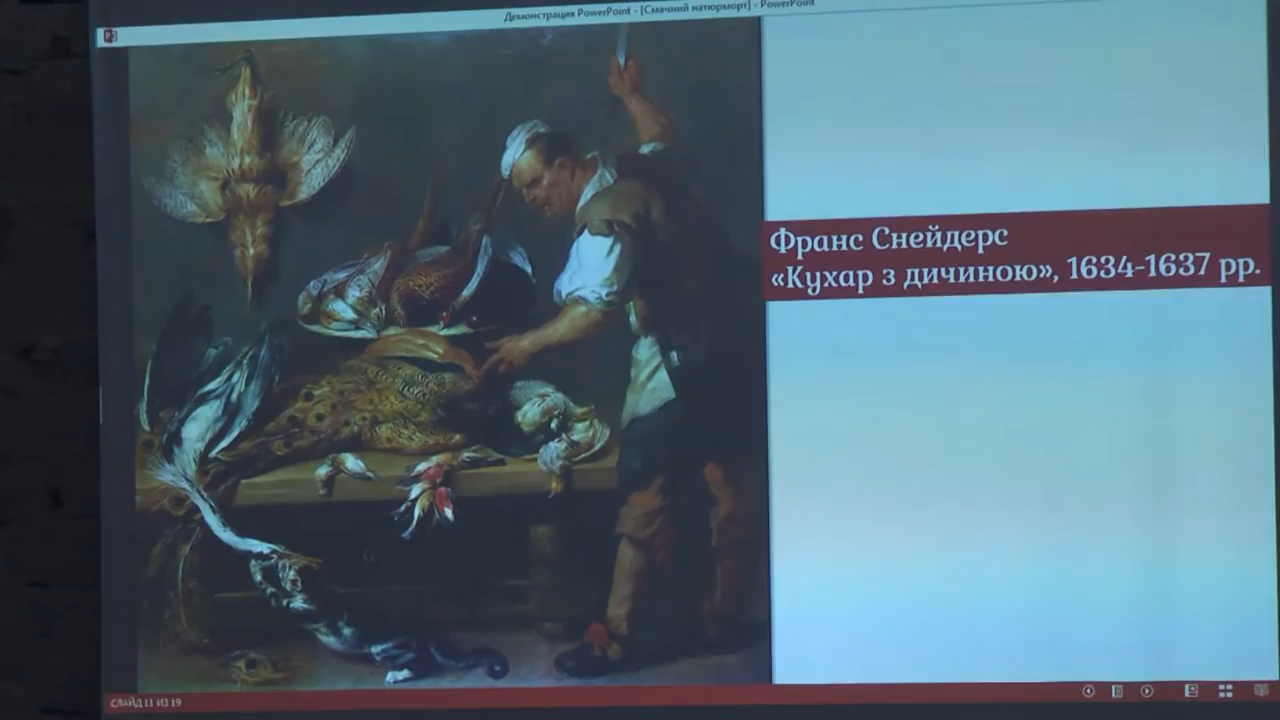 Демонстрация PowerPoint - [Смачний натюрморт] - PowerPoint
Франс Снейдерс
«Кухар з дичиною», 1634-1637 рр.
СЛАЙД 11 ИЗ 19